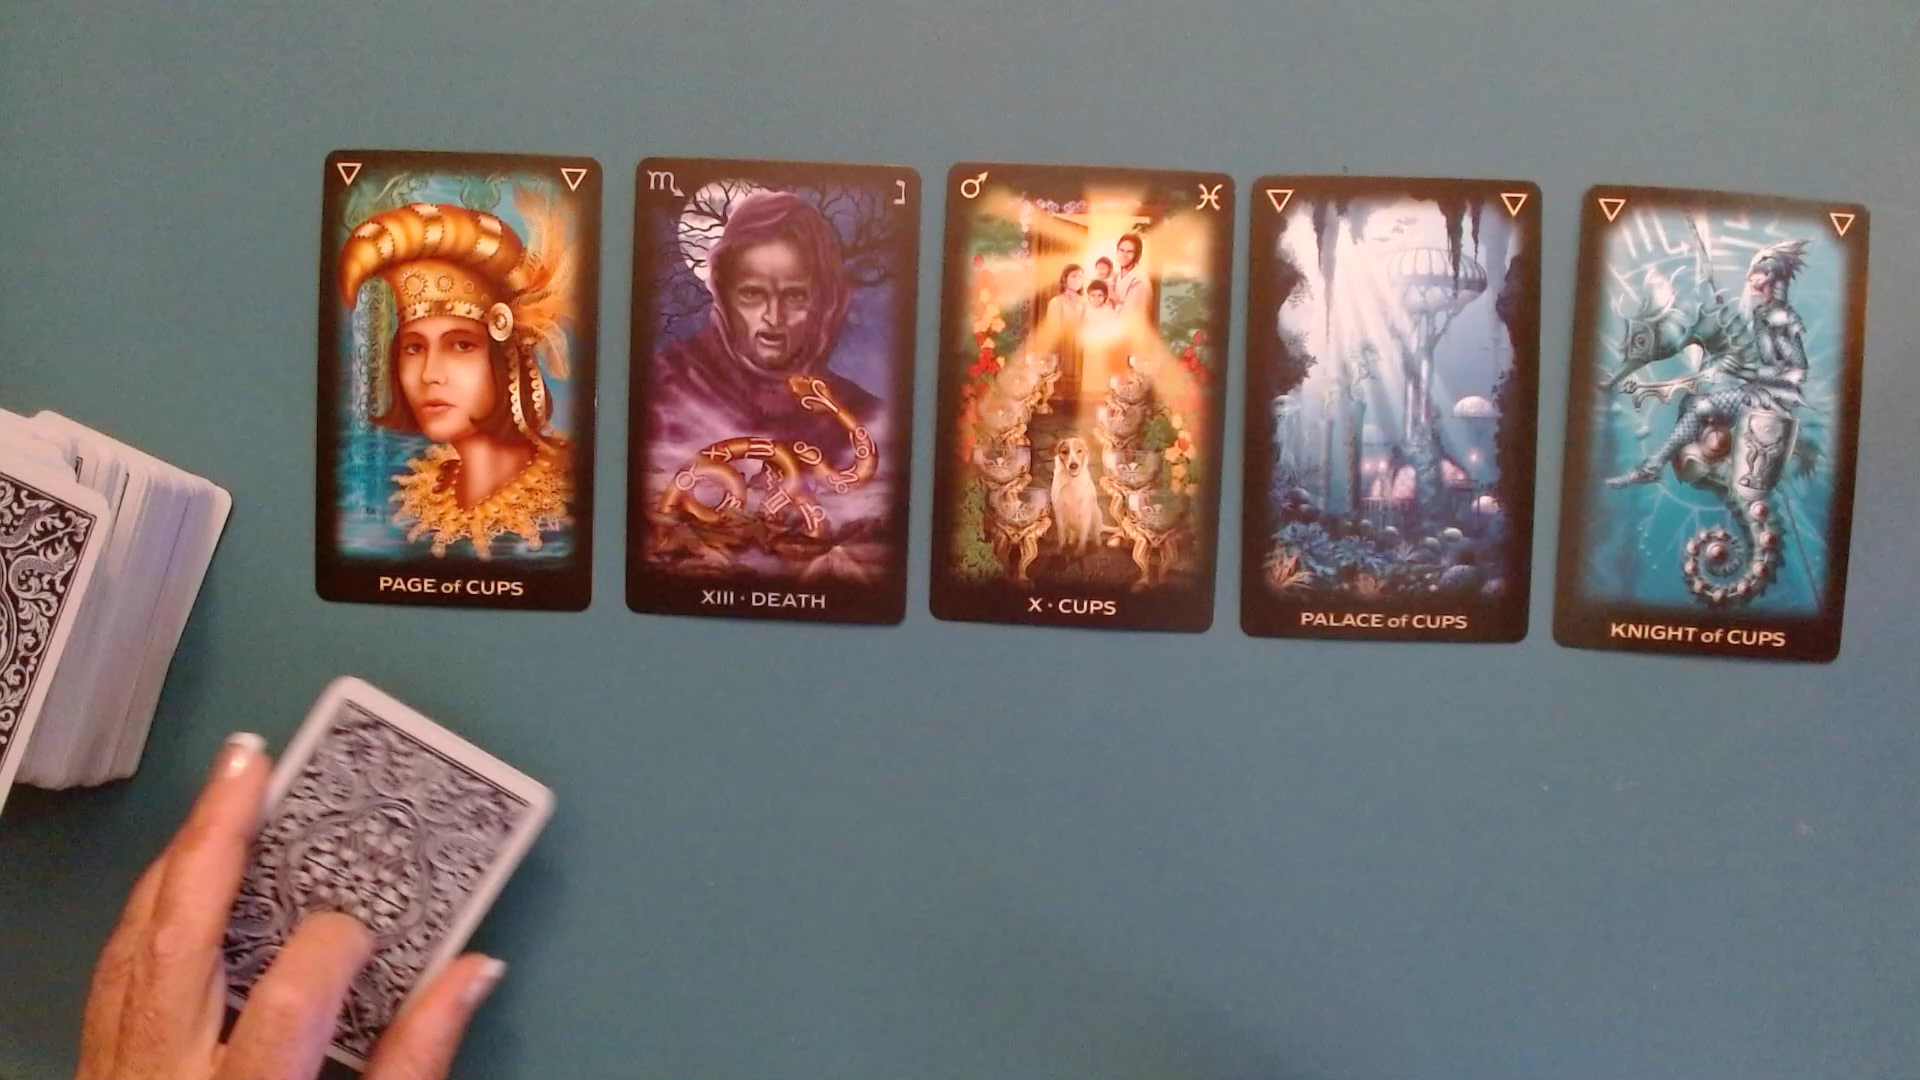 PAGE of CUPS
XIII · DEATH
X · CUPS
PALACE of CUPS
KNIGHT of CUPS